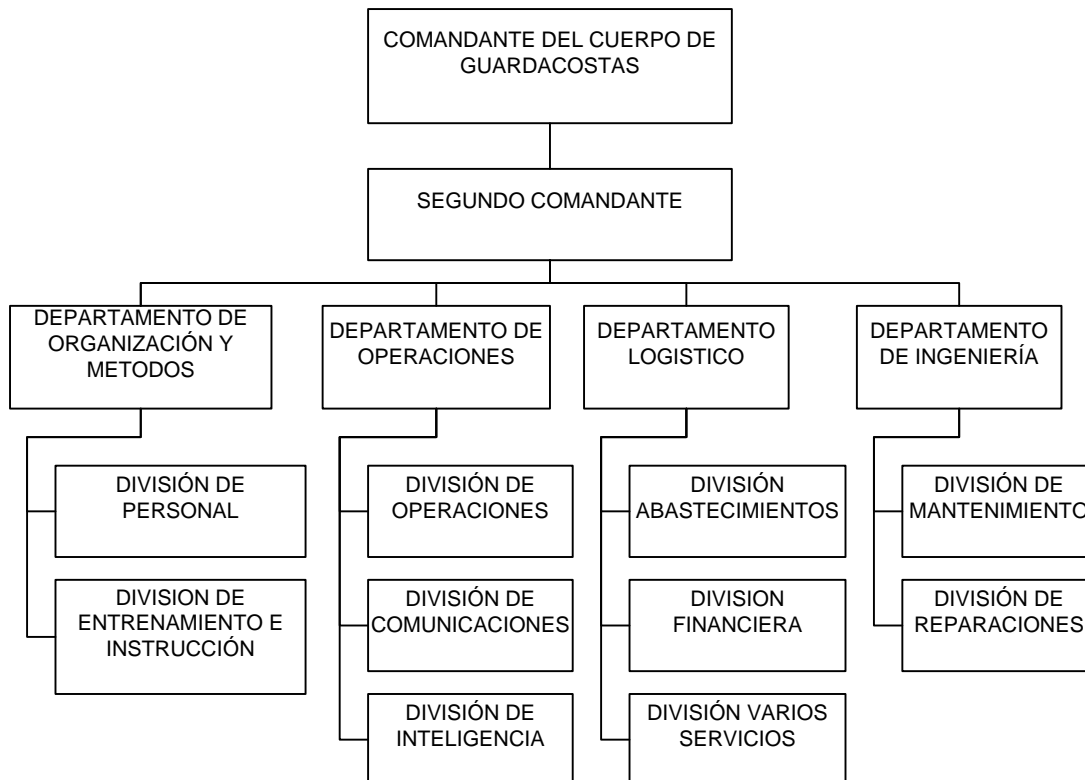 COMANDANTE DEL CUERPO DE
GUARDACOSTAS
SEGUNDO COMANDANTE
DEPARTAMENTO DE
ORGANIZACIÓN Y
METODOS
DEPARTAMENTO DE
OPERACIONES
DEPARTAMENTO
LOGISTICO
DEPARTAMENTO
DE INGENIERÍA
DIVISIÓN DE
PERSONAL
DIVISION DE
ENTRENAMIENTO E
INSTRUCCIÓN
DIVISIÓN DE
OPERACIONES
DIVISIÓN DE
COMUNICACIONES
DIVISIÓN DE
INTELIGENCIA
DIVISIÓN
ABASTECIMIENTOS
DIVISION
FINANCIERA
DIVISIÓN VARIOS
SERVICIOS
DIVISIÓN DE
MANTENIMIENTO
DIVISIÓN DE
REPARACIONES